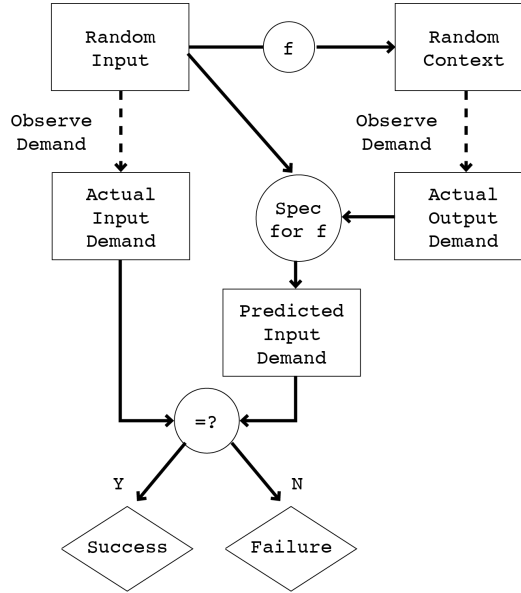 Random
Input
f
Random
Context
Observe
Demand
Observe
Demand
Actual
Input
Demand
Spec
for f
Actual
Output
Demand
Predicted
Input
Demand
=?
Y
N
Success
Failure